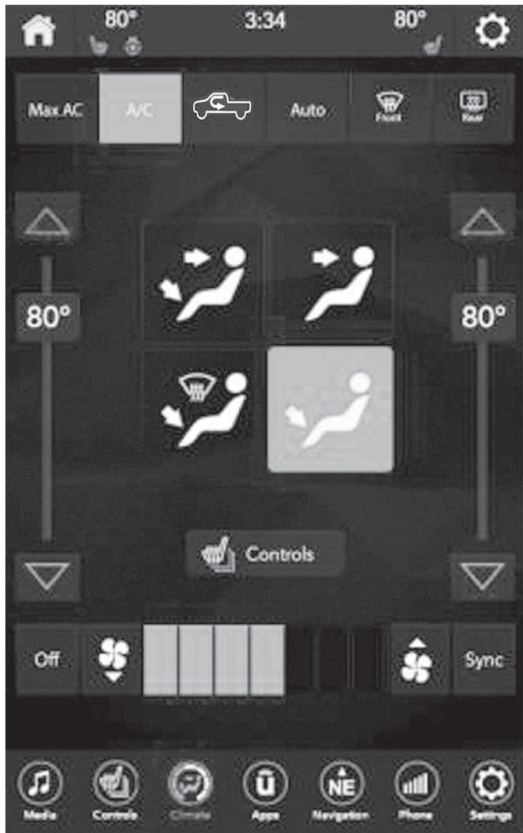 80° 3:34 80°
Max AC A/C Auto Front Rear
80° 80°
Controls
Off Sync
Media Controls Climate Apps Navigation Phone Settings
Ū NE